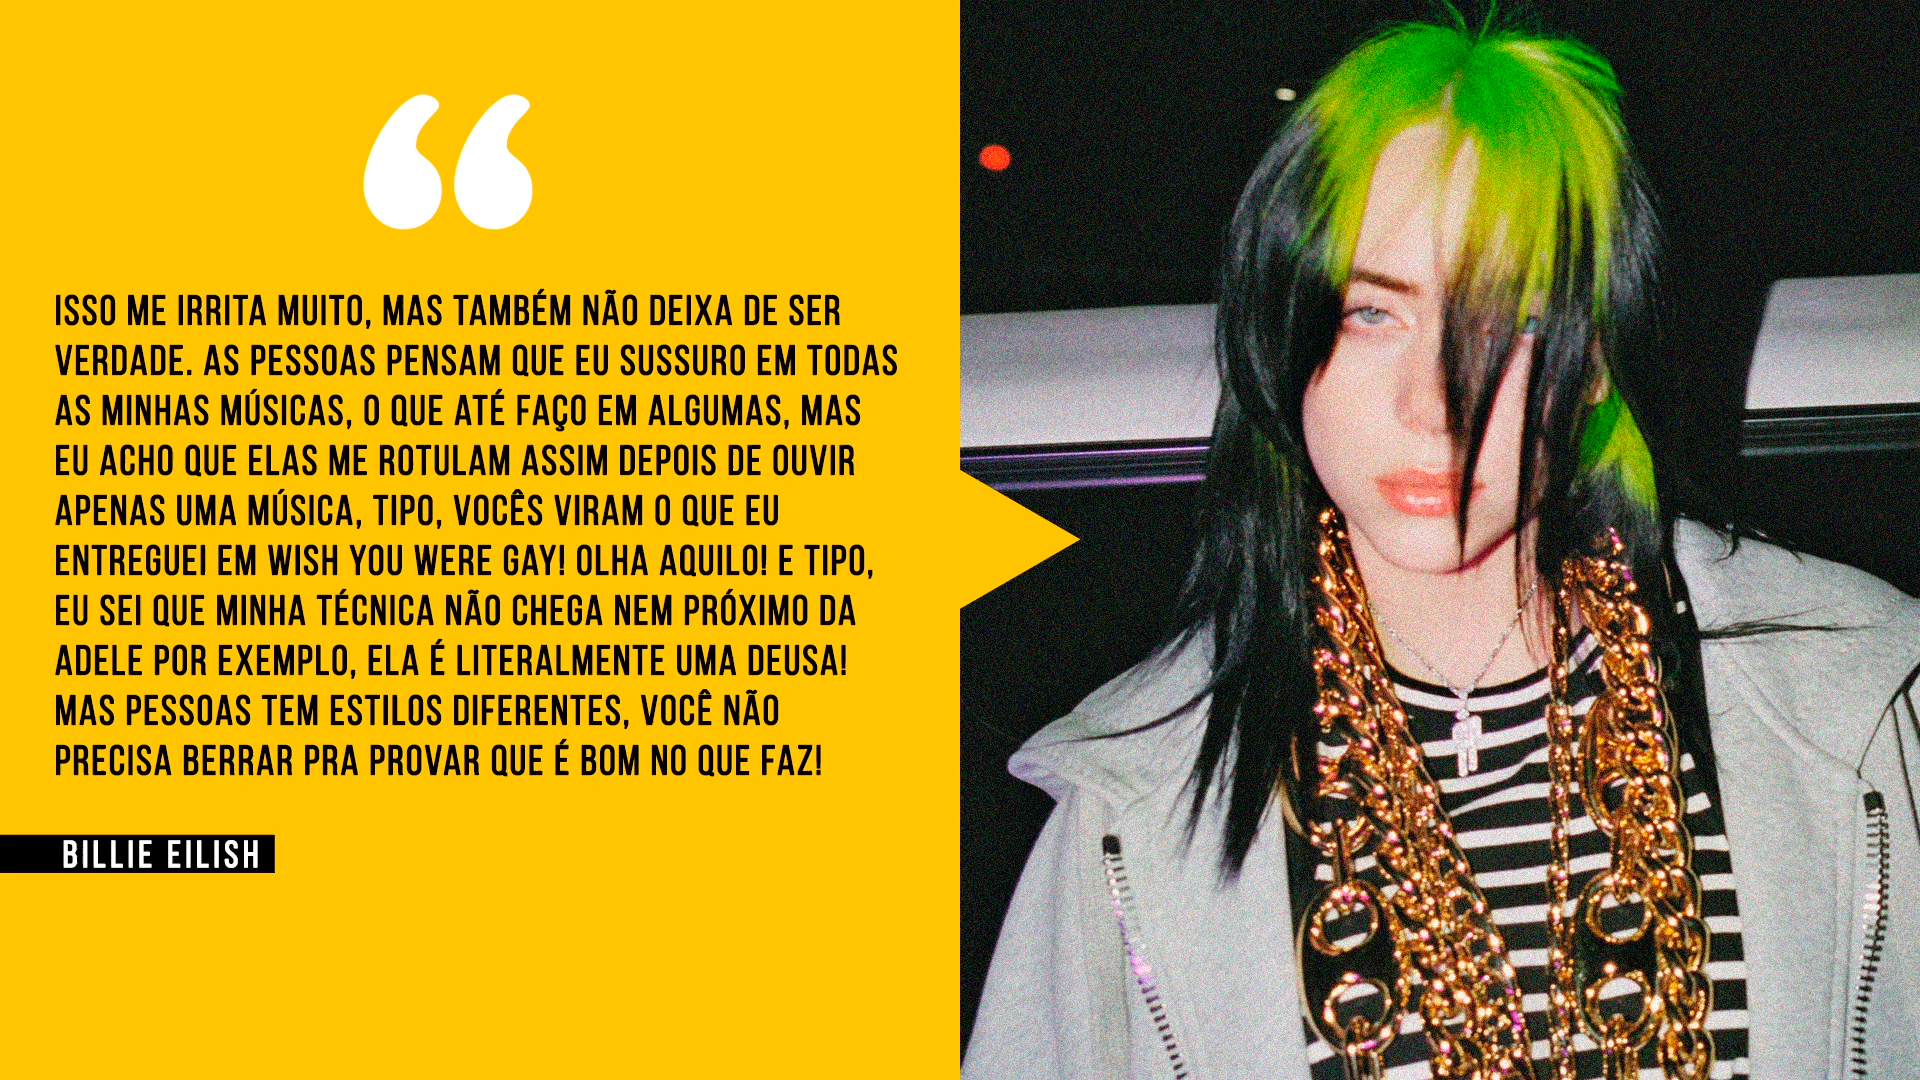 “
ISSO ME IRRITA MUITO, MAS TAMBÉM NÃO DEIXA DE SER
VERDADE. AS PESSOAS PENSAM QUE EU SUSSURO EM TODAS
AS MINHAS MÚSICAS, O QUE ATÉ FAÇO EM ALGUMAS, MAS
EU ACHO QUE ELAS ME ROTULAM ASSIM DEPOIS DE OUVIR
APENAS UMA MÚSICA, TIPO, VOCÊS VIRAM O QUE EU
ENTREGUEI EM WISH YOU WERE GAY! OLHA AQUILO! E TIPO,
EU SEI QUE MINHA TÉCNICA NÃO CHEGA NEM PRÓXIMO DA
ADELE POR EXEMPLO, ELA É LITERALMENTE UMA DEUSA!
MAS PESSOAS TEM ESTILOS DIFERENTES, VOCÊ NÃO
PRECISA BERRAR PRA PROVAR QUE É BOM NO QUE FAZ!
BILLIE EILISH